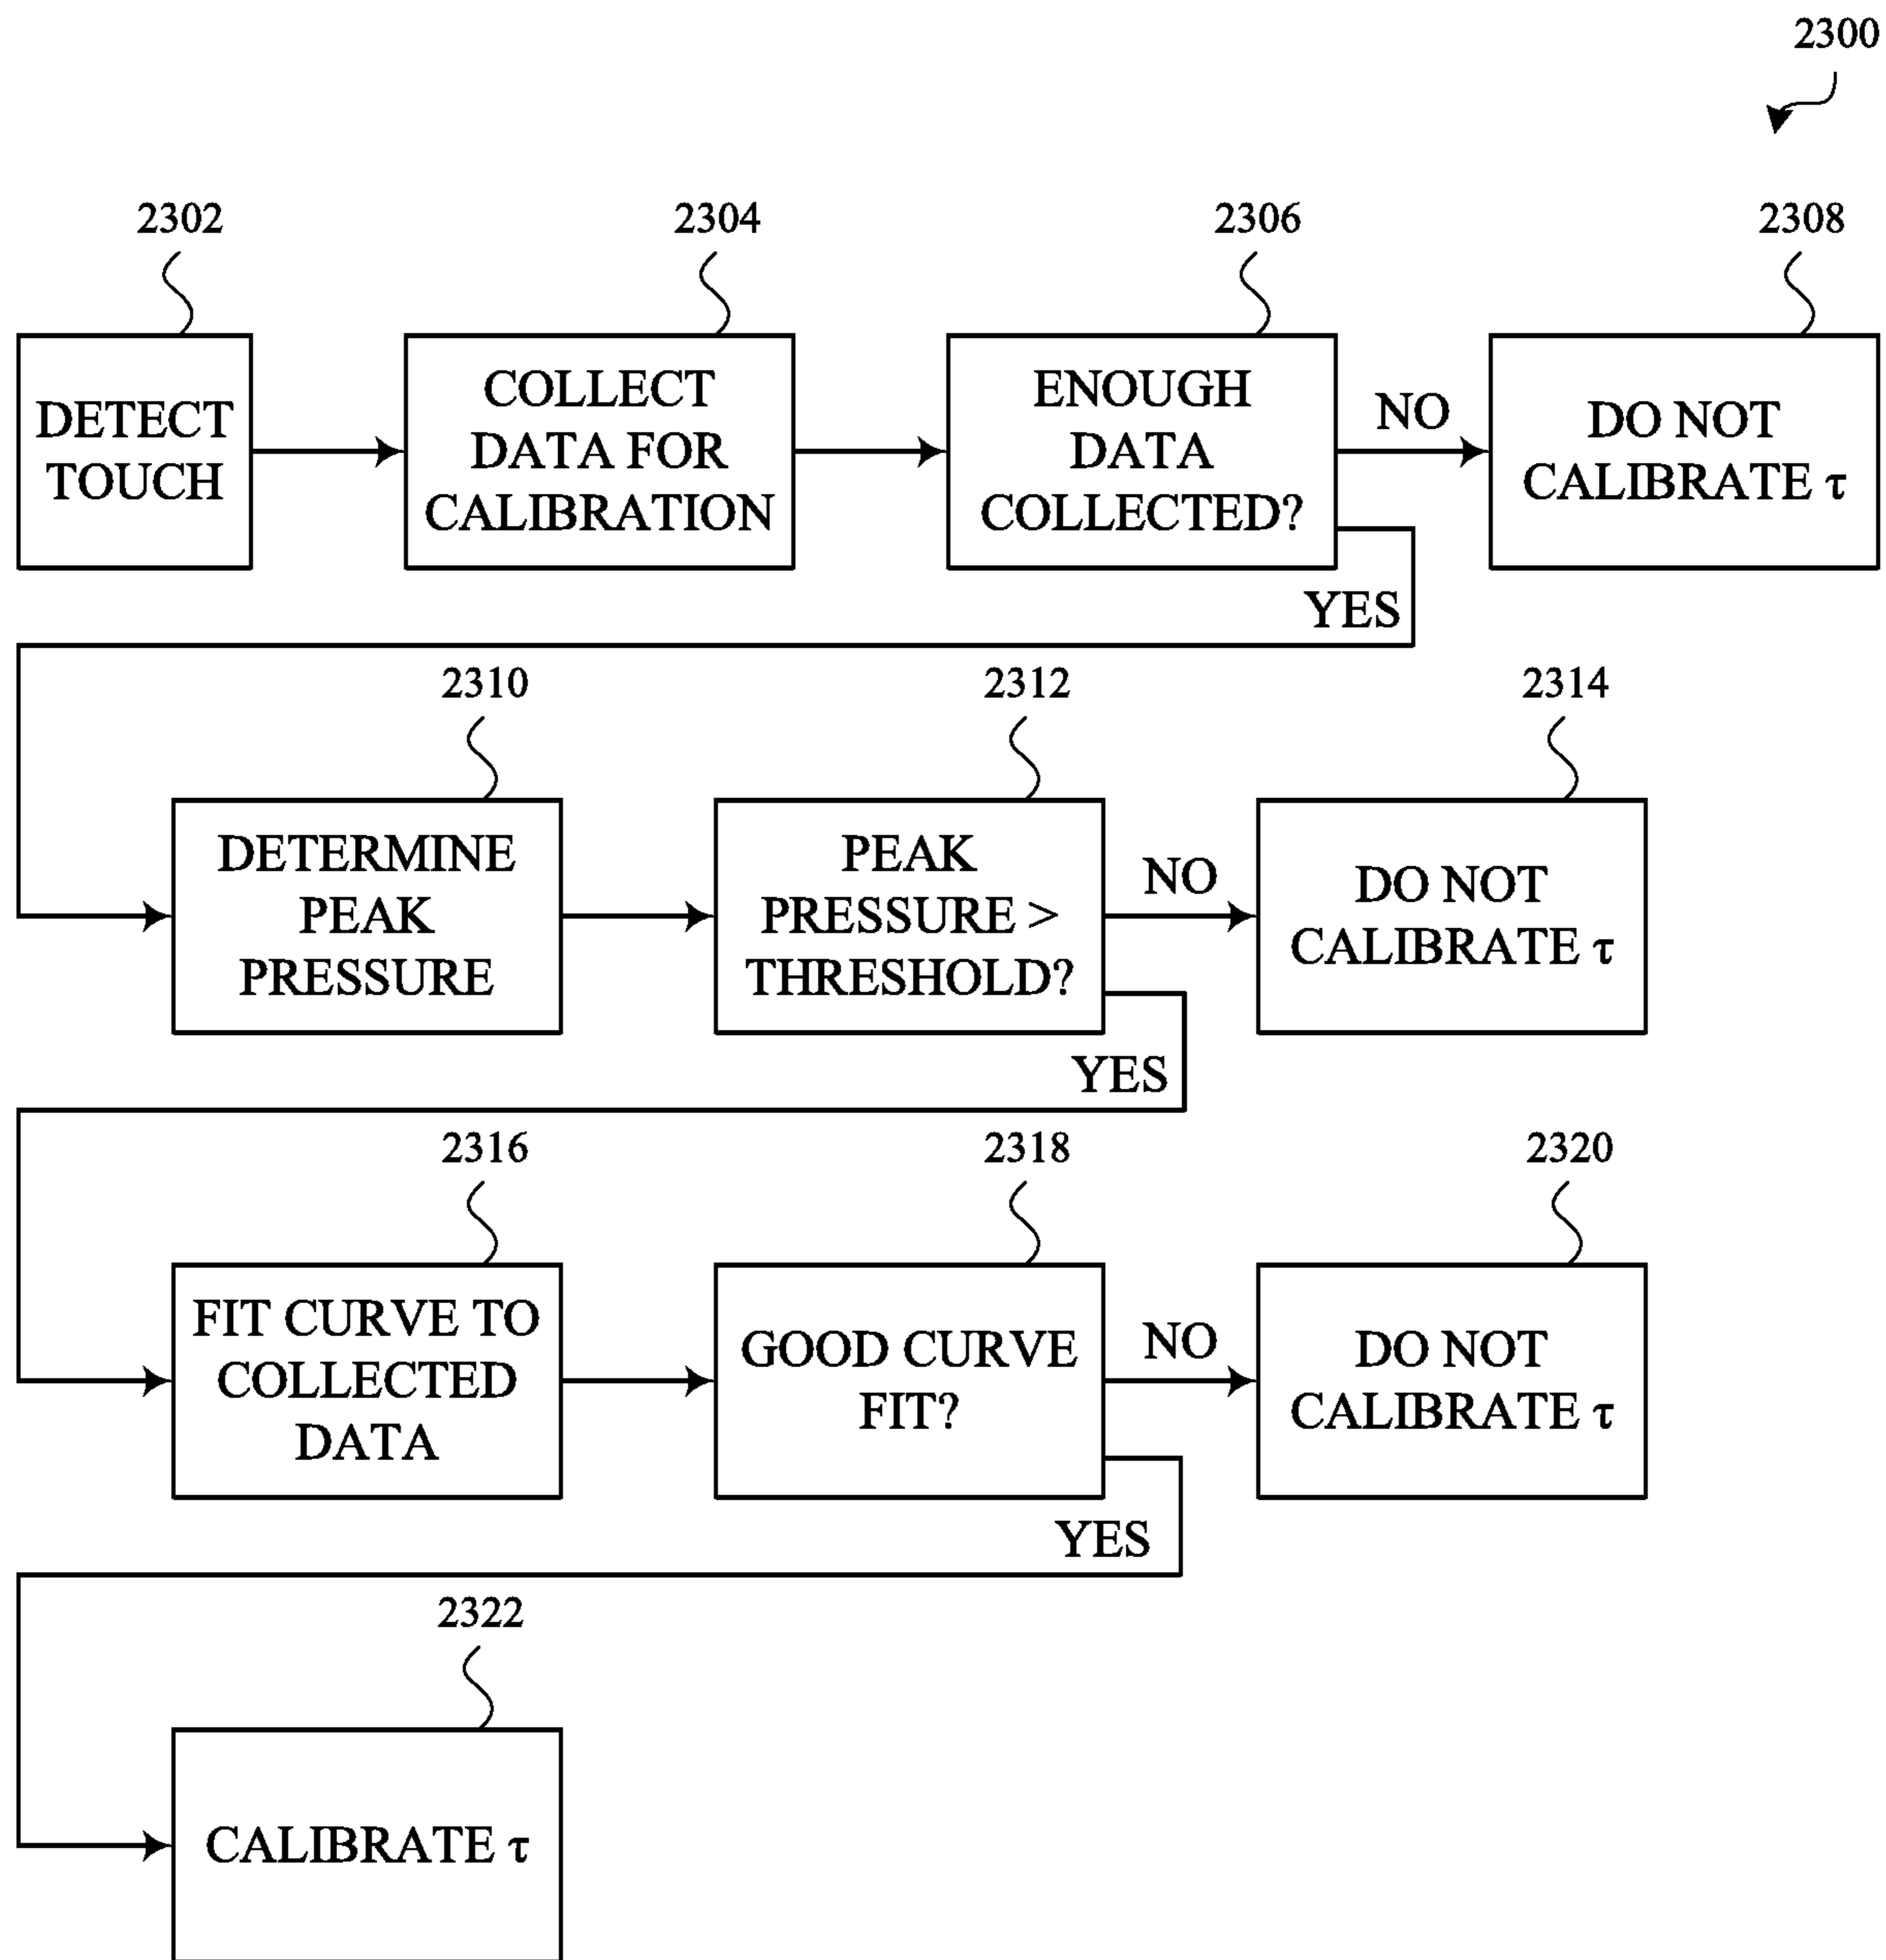 2300
2302
2304
2306
2308
DETECT
TOUCH
COLLECT
DATA FOR
CALIBRATION
ENOUGH
DATA
COLLECTED?
NO
DO NOT
CALIBRATE τ
YES
2310
2312
2314
DETERMINE
PEAK
PRESSURE
PEAK
PRESSURE >
THRESHOLD?
NO
DO NOT
CALIBRATE τ
YES
2316
2318
2320
FIT CURVE TO
COLLECTED
DATA
GOOD CURVE
FIT?
NO
DO NOT
CALIBRATE τ
YES
2322
CALIBRATE τ